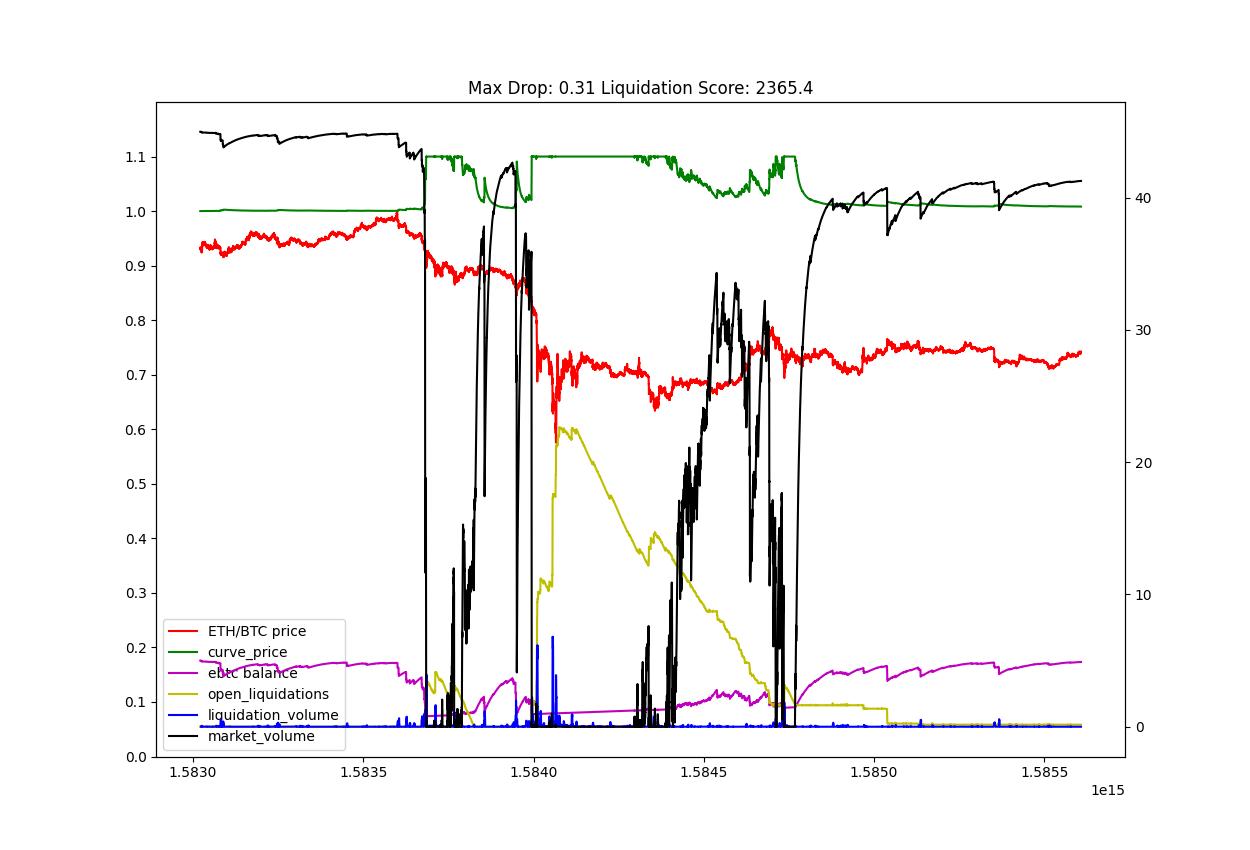 Max Drop: 0.31 Liquidation Score: 2365.4
1.1
1.0
0.9
0.8
0.7
0.6
0.5
0.4
0.3
0.2
0.1
0.0
40
30
20
10
0
ETH/BTC price
curve_price
ebtc balance
open_liquidations
liquidation_volume
market_volume
1.5830 1.5835 1.5840 1.5845 1.5850 1.5855
1e15